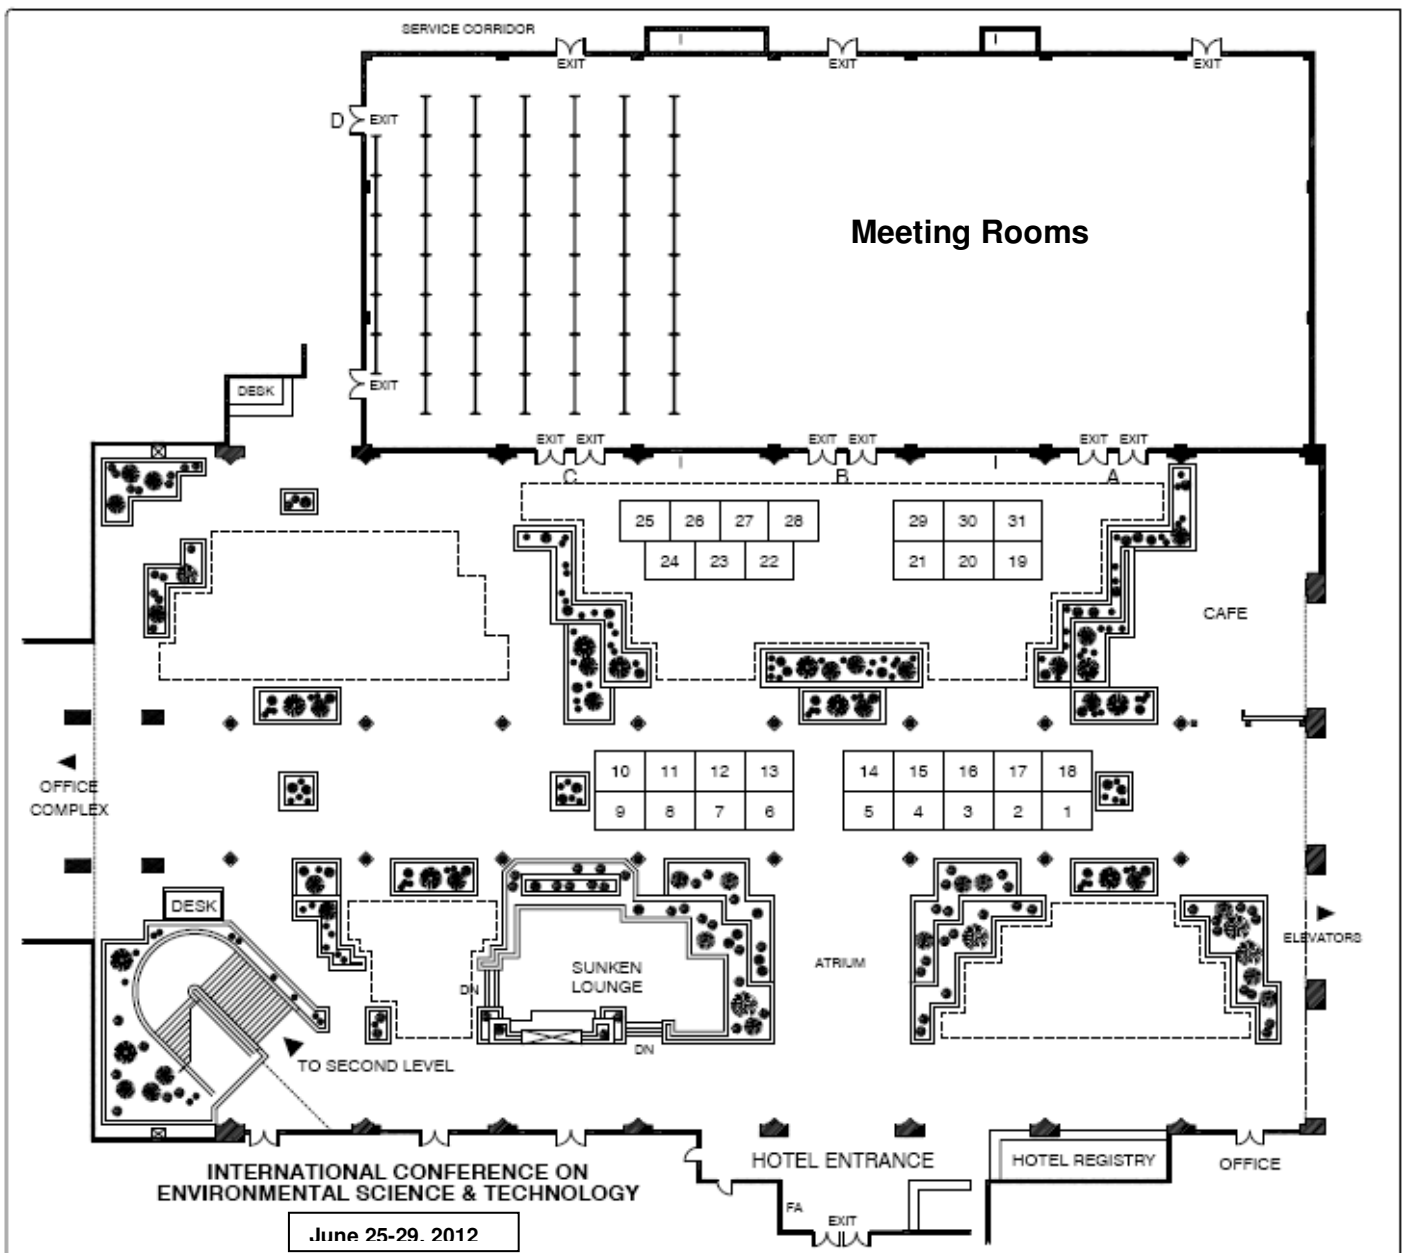 SERVICE CORRIDOR
EXIT
EXIT
EXIT
D
EXIT
Meeting Rooms
EXIT
DESK
EXIT EXIT
EXIT EXIT
EXIT EXIT
C
B
A
25 26 27 28
29 30 31
24 23 22
21 20 19
CAFE
OFFICE
COMPLEX
10 11 12 13
14 15 16 17 18
9 8 7 6
5 4 3 2 1
DESK
ELEVATORS
SUNKEN
LOUNGE
ATRIUM
DN
DN
TO SECOND LEVEL
HOTEL ENTRANCE
HOTEL REGISTRY
OFFICE
INTERNATIONAL CONFERENCE ON
ENVIRONMENTAL SCIENCE & TECHNOLOGY
FA
EXIT
June 25-29, 2012